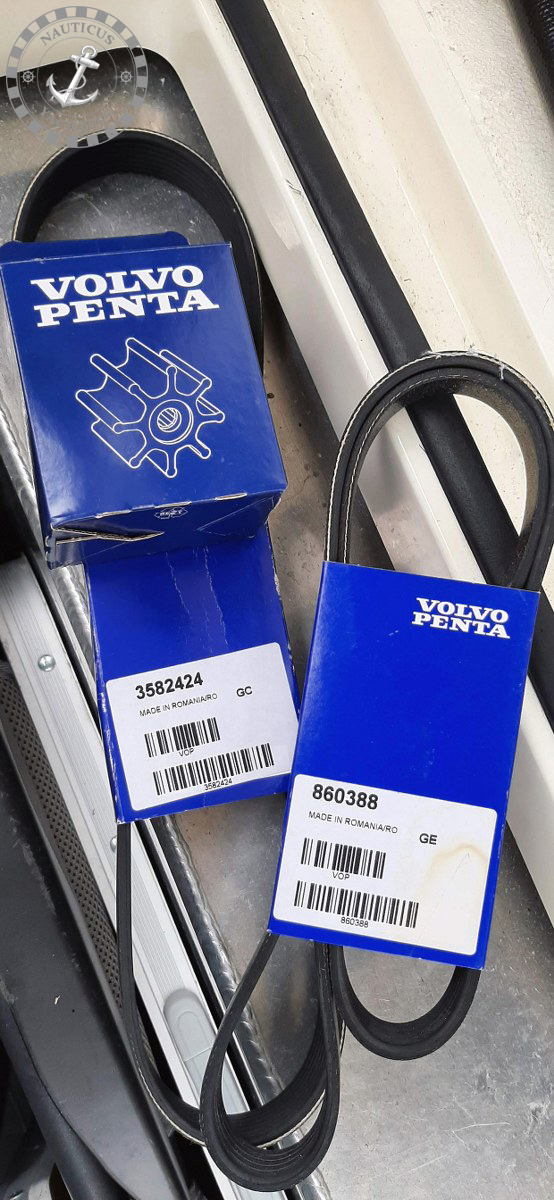 NAUTICUS
VOLVO
PENTA
3582424
GC
MADE IN ROMANIA/RO
VOP
3582424
VOLVO
PENTA
860388
MADE IN ROMANIA/RO
GE
VOP
860388